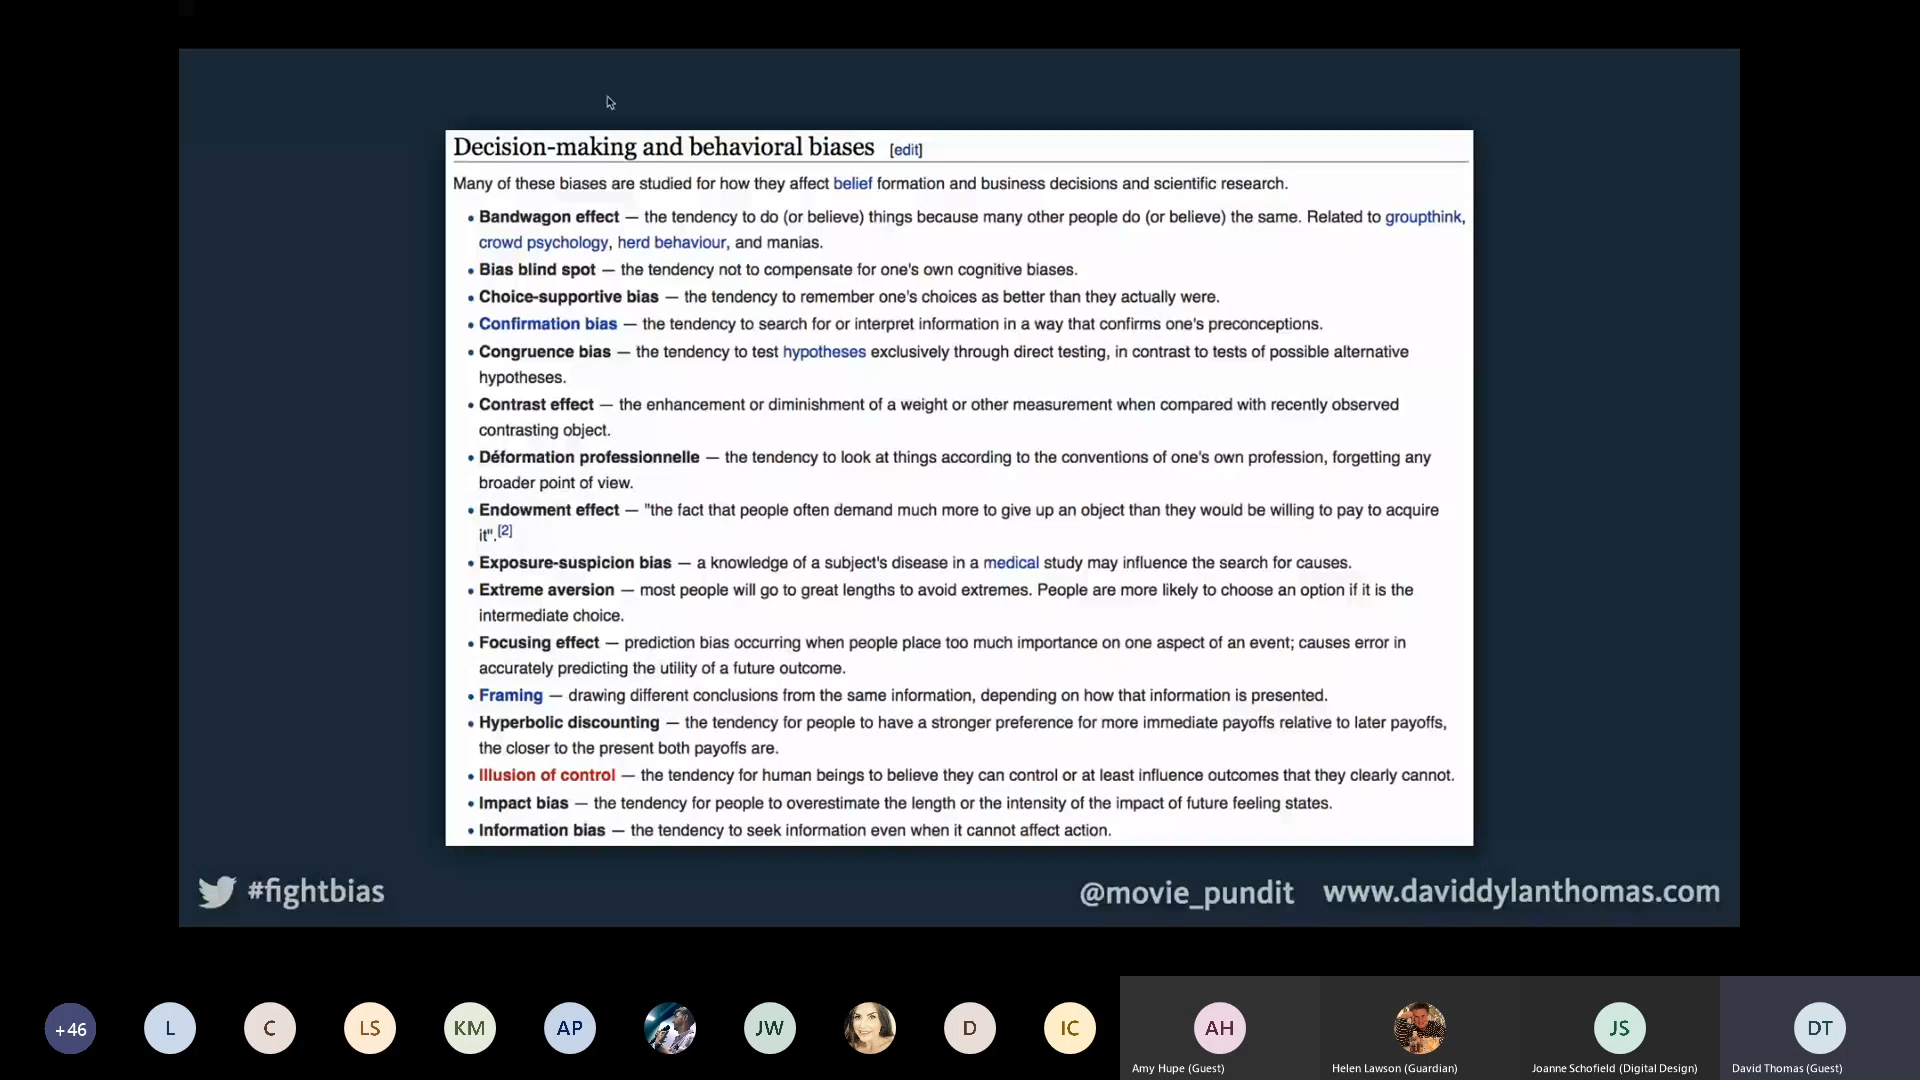 Decision-making and behavioral biases [edit]
Many of these biases are studied for how they affect belief formation and business decisions and scientific research.
• Bandwagon effect — the tendency to do (or believe) things because many other people do (or believe) the same. Related to groupthink,
crowd psychology, herd behaviour, and manias.
• Bias blind spot — the tendency not to compensate for one's own cognitive biases.
• Choice-supportive bias — the tendency to remember one's choices as better than they actually were.
• Confirmation bias — the tendency to search for or interpret information in a way that confirms one's preconceptions.
• Congruence bias — the tendency to test hypotheses exclusively through direct testing, in contrast to tests of possible alternative
hypotheses.
• Contrast effect — the enhancement or diminishment of a weight or other measurement when compared with recently observed
contrasting object.
• Déformation professionnelle — the tendency to look at things according to the conventions of one's own profession, forgetting any
broader point of view.
• Endowment effect — "the fact that people often demand much more to give up an object than they would be willing to pay to acquire
it".[2]
• Exposure-suspicion bias — a knowledge of a subject's disease in a medical study may influence the search for causes.
• Extreme aversion — most people will go to great lengths to avoid extremes. People are more likely to choose an option if it is the
intermediate choice.
• Focusing effect — prediction bias occurring when people place too much importance on one aspect of an event; causes error in
accurately predicting the utility of a future outcome.
• Framing — drawing different conclusions from the same information, depending on how that information is presented.
• Hyperbolic discounting — the tendency for people to have a stronger preference for more immediate payoffs relative to later payoffs,
the closer to the present both payoffs are.
• Illusion of control — the tendency for human beings to believe they can control or at least influence outcomes that they clearly cannot.
• Impact bias — the tendency for people to overestimate the length or the intensity of the impact of future feeling states.
• Information bias — the tendency to seek information even when it cannot affect action.
#fightbias @movie_pundit www.daviddylanthomas.com
+46 L C LS KM AP JW D IC AH JS DT
Amy Hupe (Guest) Helen Lawson (Guardian) Joanne Schofield (Digital Design) David Thomas (Guest)